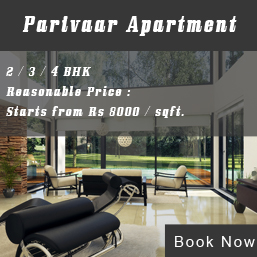 Parivaar Apartment
2 / 3 / 4 BHK
Reasonable Price :
Starts from Rs 8000 / sqft.
Book Now